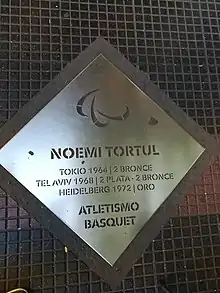 NOEMI TORTUL
TOKIO 1964 | 2 BRONCE
TEL AVIV 1968 | 2 PLATA - 2 BRONCE
HEIDELBERG 1972 | ORO
ATLETISMO
BASQUET